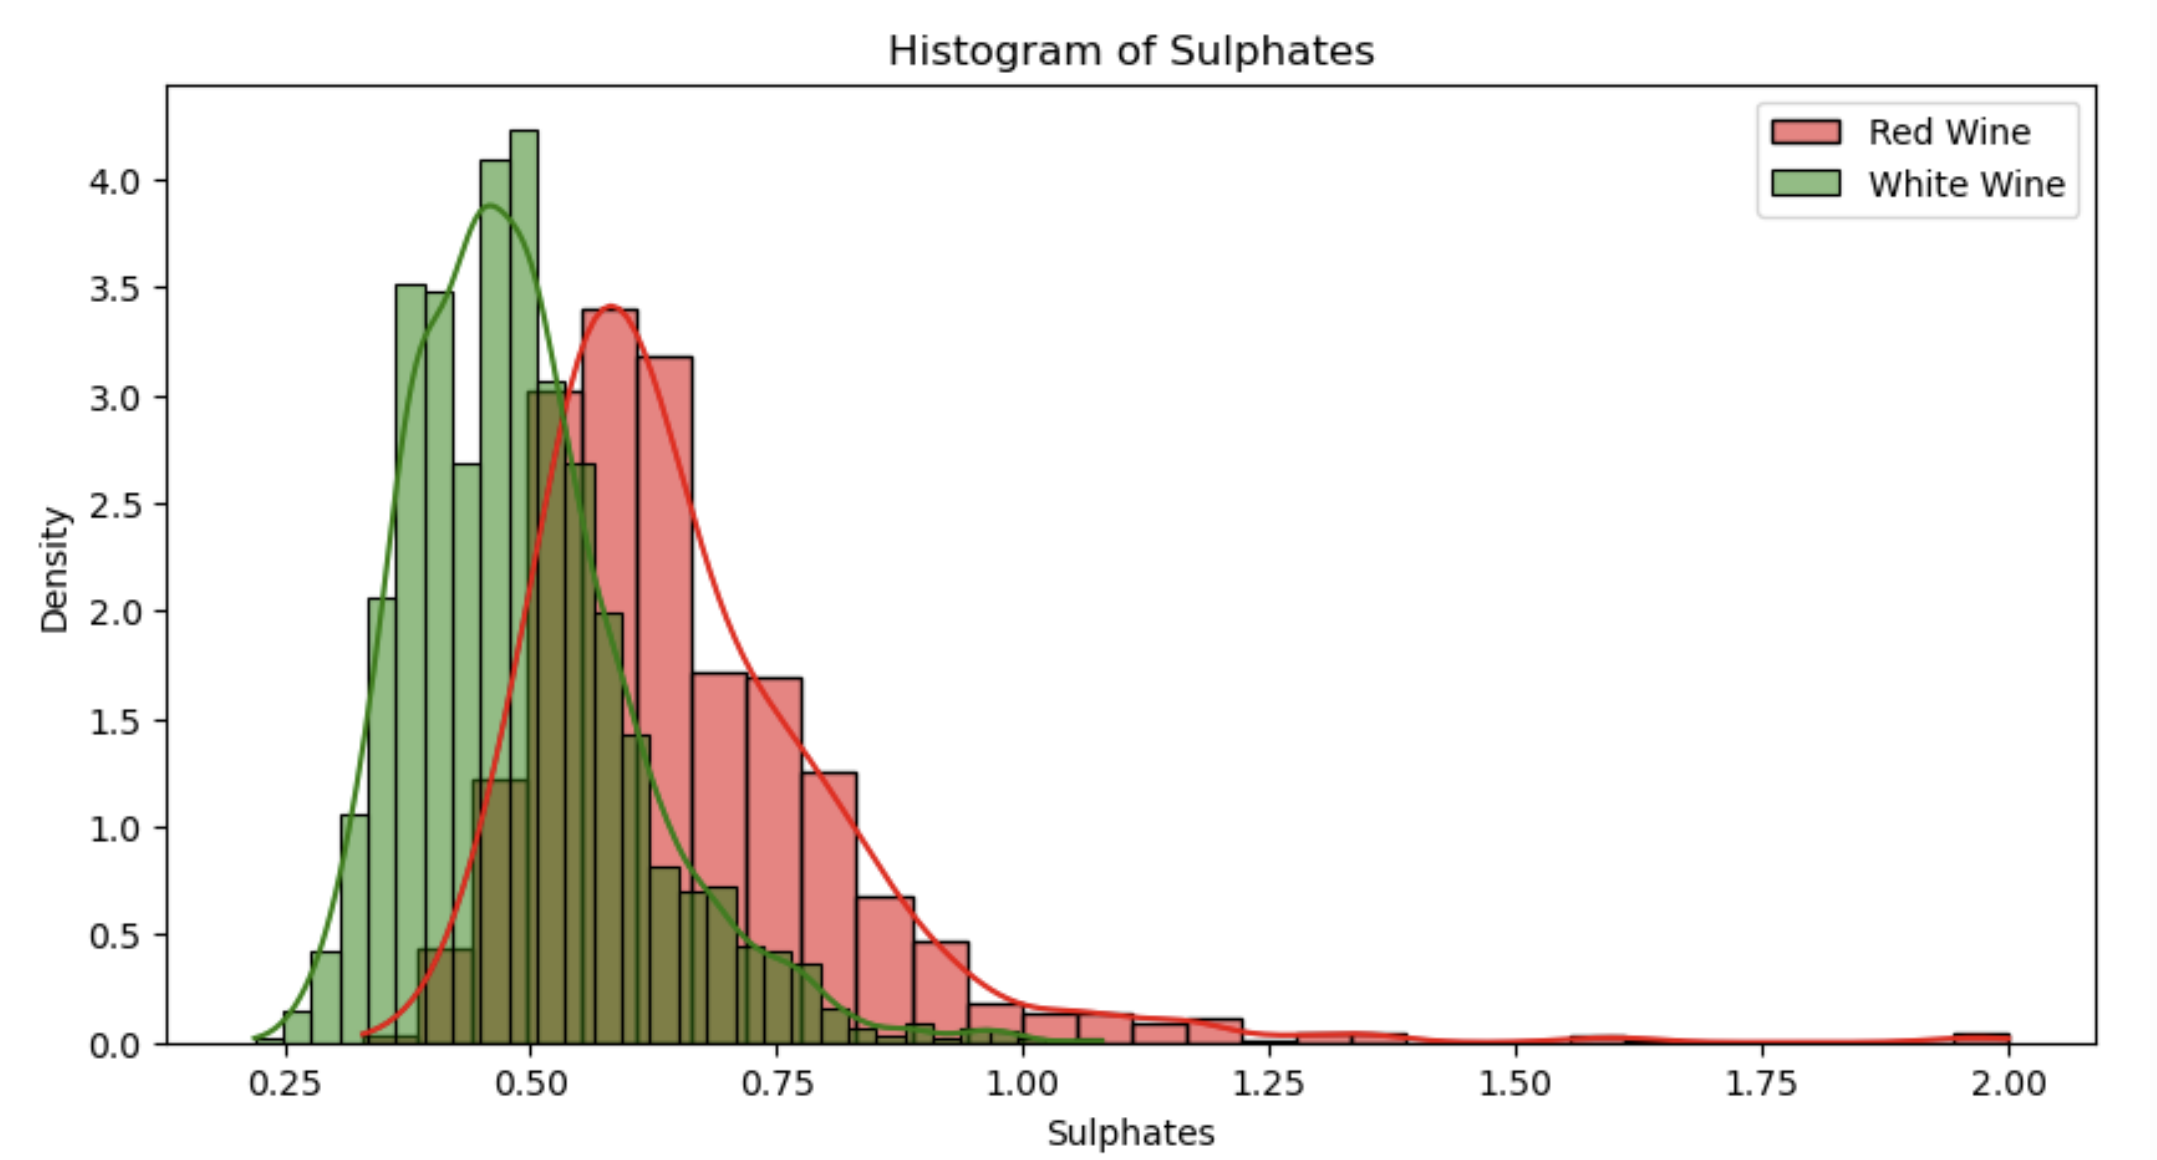 Histogram of Sulphates
Red Wine
White Wine
4.0
3.5
3.0
2.5
2.0
1.5
1.0
0.5
0.0
Density
0.25 0.50 0.75 1.00 1.25 1.50 1.75 2.00
Sulphates